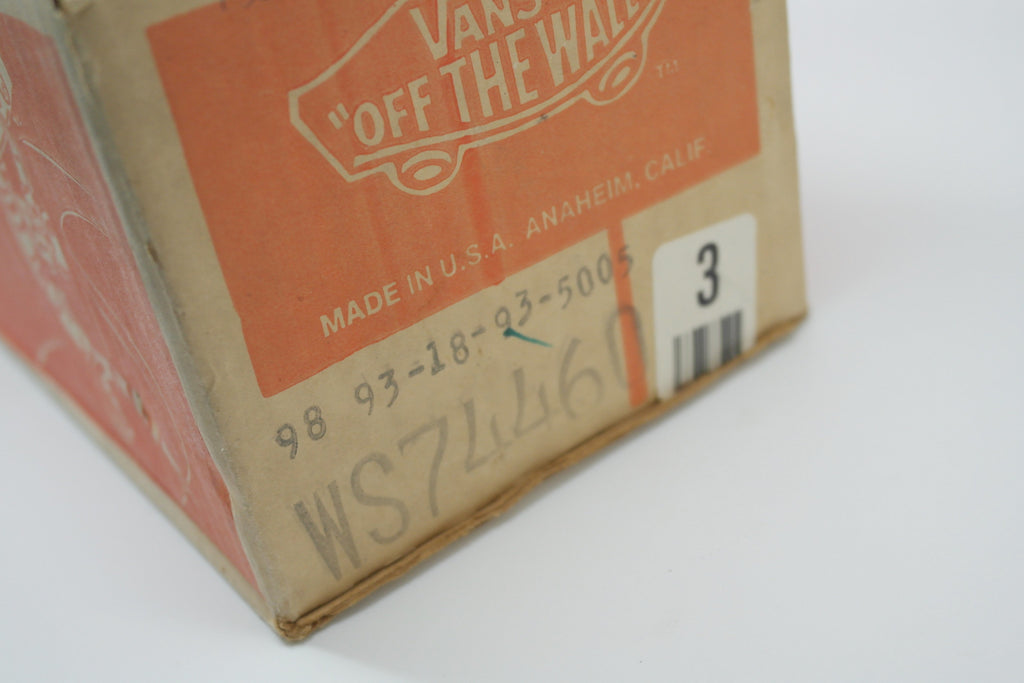 VANS
"OFF THE WALL
TM
MADE IN U.S.A. ANAHEIM, CALIF.
98 93-18-93-5005
WS74460
3